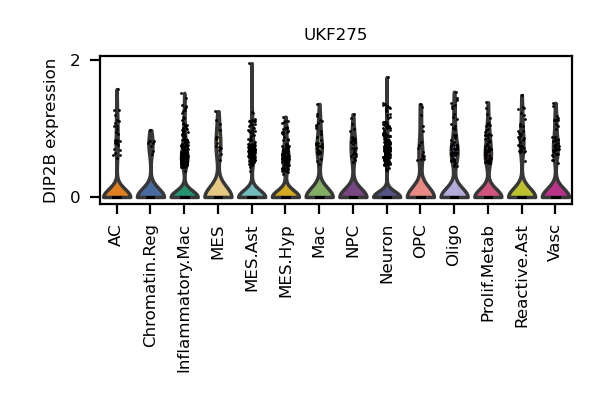 UKF275
DIP2B expression
2
0
AC
Chromatin.Reg
Inflammatory.Mac
MES
MES.Ast
MES.Hyp
Mac
NPC
Neuron
OPC
Oligo
Prolif.Metab
Reactive.Ast
Vasc